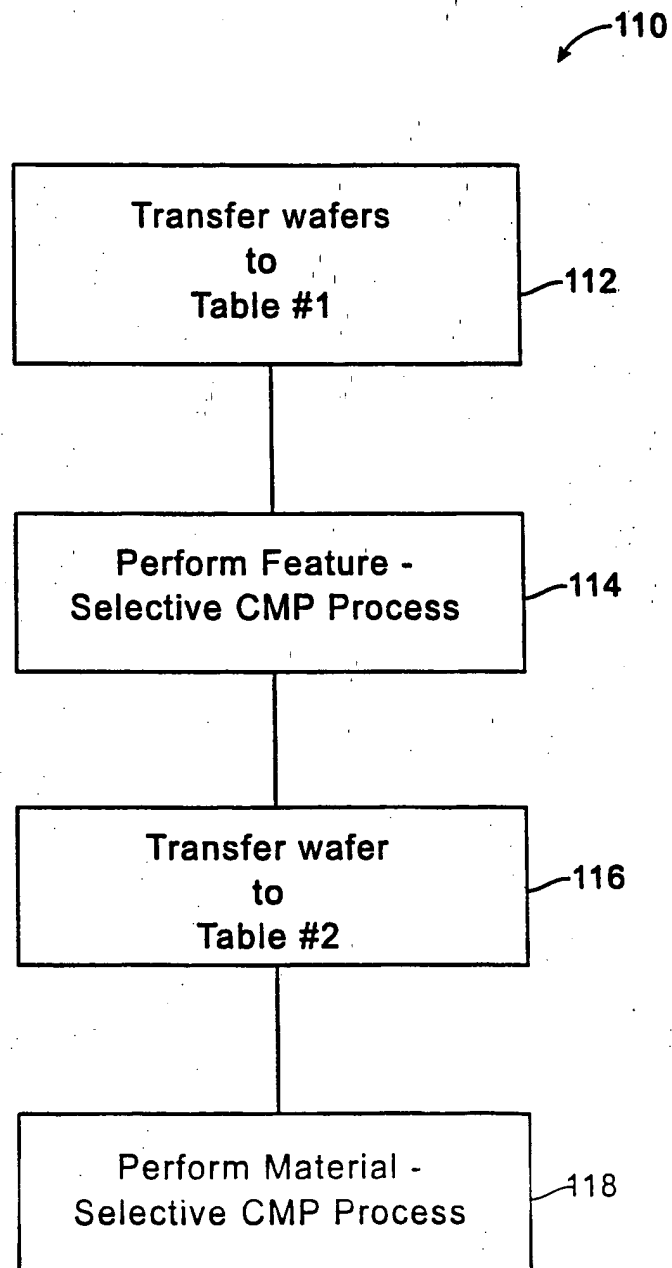 110
Transfer wafers
to
Table #1
112
Perform Feature -
Selective CMP Process
114
Transfer wafer
to
Table #2
116
Perform Material -
Selective CMP Process
118